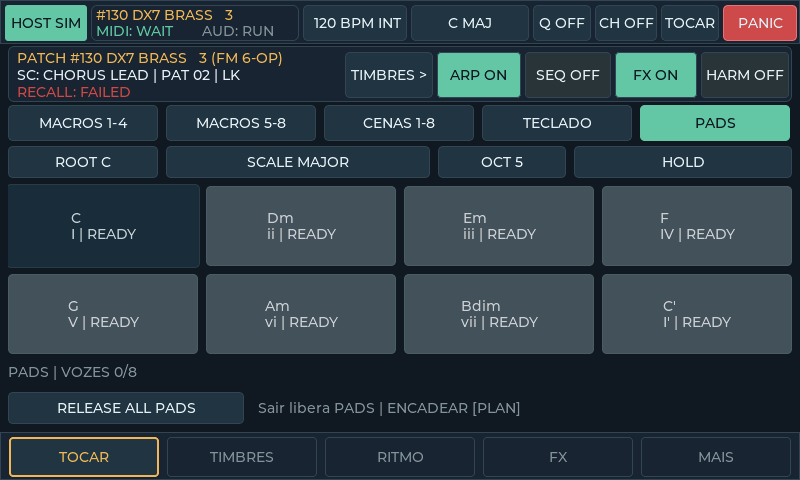 HOST SIM
#130 DX7 BRASS   3
MIDI: WAIT
AUD: RUN
120 BPM INT
C MAJ
Q OFF
CH OFF
TOCAR
PANIC
PATCH #130 DX7 BRASS   3 (FM 6-OP)
SC: CHORUS LEAD | PAT 02 | LK
RECALL: FAILED
TIMBRES >
ARP ON
SEQ OFF
FX ON
HARM OFF
MACROS 1-4
MACROS 5-8
CENAS 1-8
TECLADO
PADS
ROOT C
SCALE MAJOR
OCT 5
HOLD
C
I | READY
Dm
ii | READY
Em
iii | READY
F
IV | READY
G
V | READY
Am
vi | READY
Bdim
vii | READY
C'
I' | READY
PADS | VOZES 0/8
RELEASE ALL PADS
Sair libera PADS | ENCADEAR [PLAN]
TOCAR
TIMBRES
RITMO
FX
MAIS